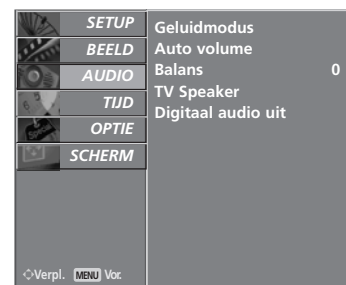 SETUP
BEELD
AUDIO
TIJD
OPTIE
SCHERM
Geluidmodus
Auto volume
Balans 0
TV Speaker
Digitaal audio uit
Verpl. MENU Vor.